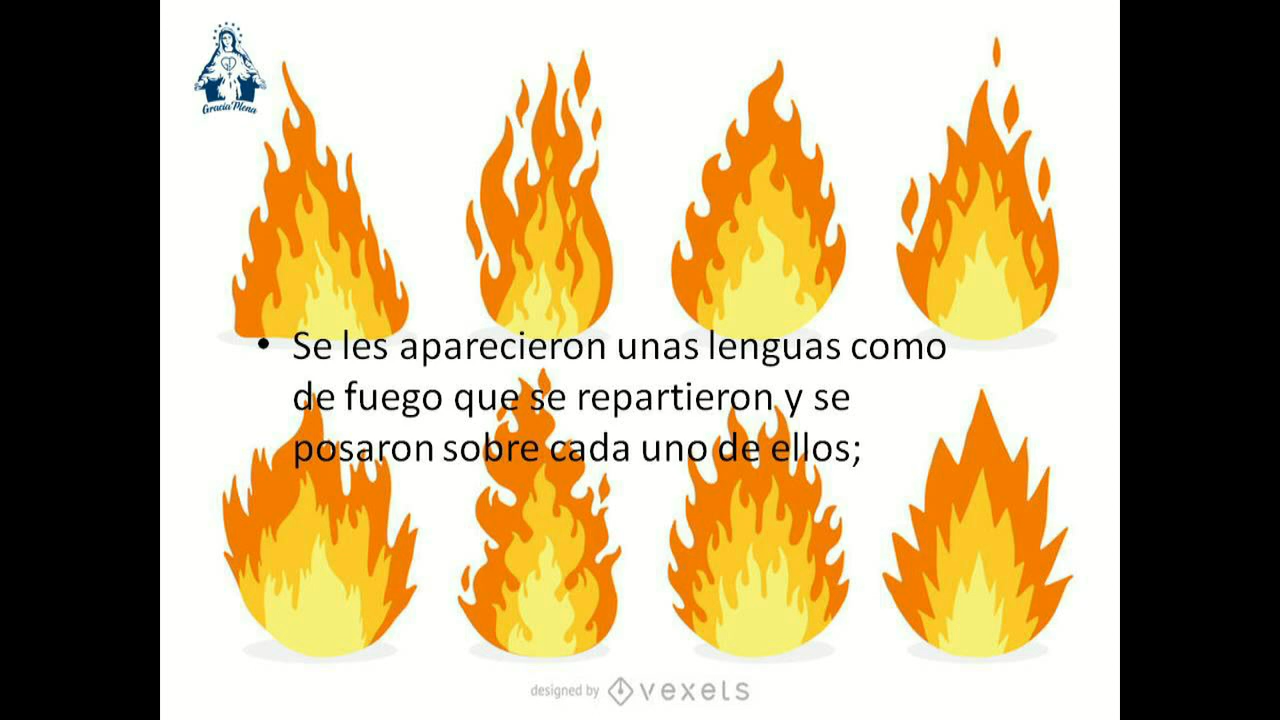 Gracia Plena
• Se les aparecieron unas lenguas como
de fuego que se repartieron y se
posaron sobre cada uno de ellos;
designed by vexels